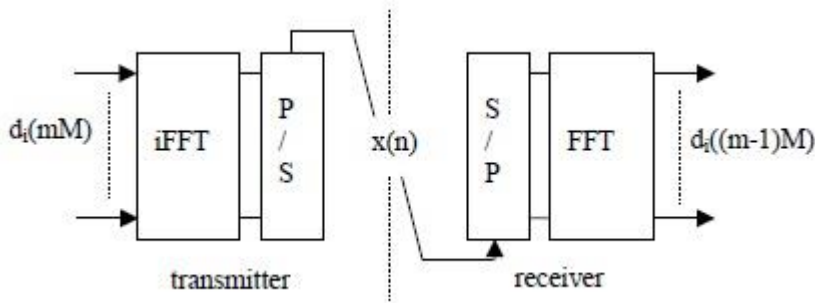 dᵢ(mM)
iFFT
P
/
S
x(n)
S
/
P
FFT
dᵢ((m-1)M)
transmitter
receiver